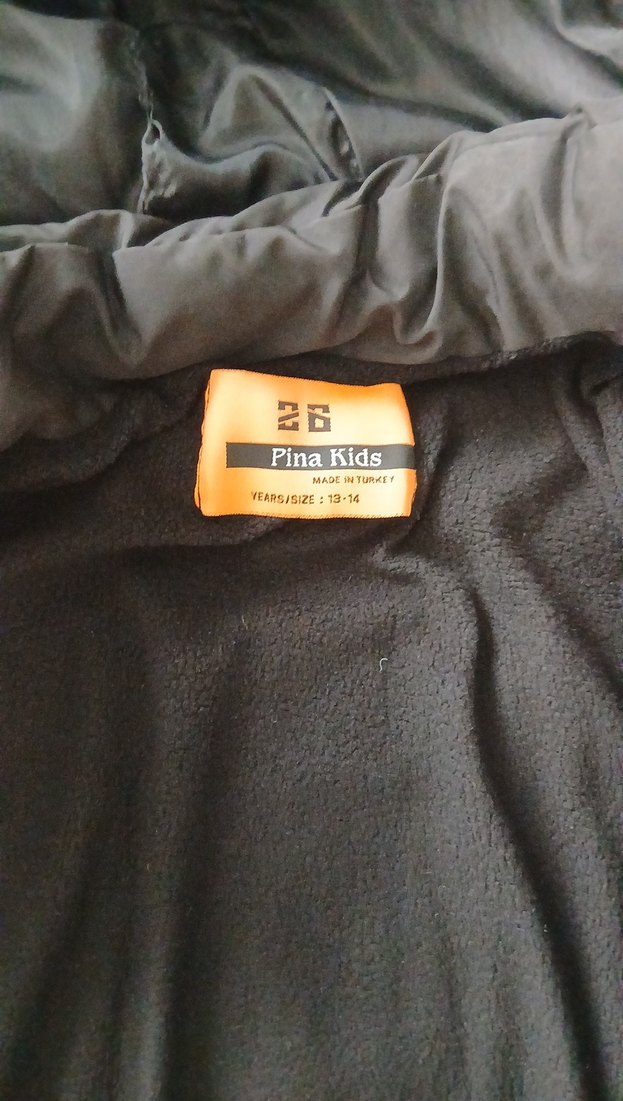 26
Pina Kids
MADE IN TURKEY
YEARS/SIZE : 13-14